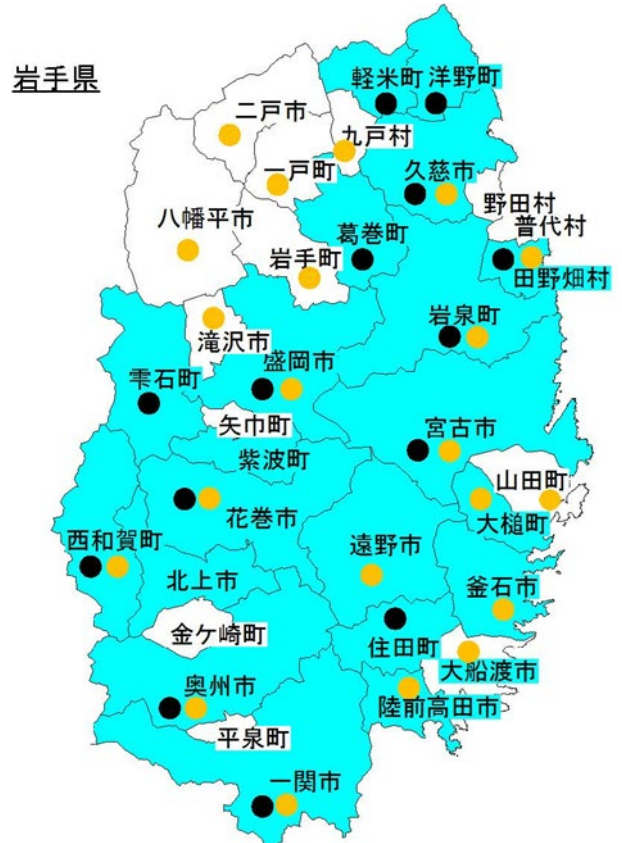 岩手県
軽米町
洋野町
二戸市
九戸村
一戸町
久慈市
野田村
普代村
八幡平市
葛巻町
岩手町
田野畑村
岩泉町
滝沢市
盛岡市
雫石町
矢巾町
宮古市
紫波町
山田町
花巻市
大槌町
西和賀町
遠野市
北上市
釜石市
金ケ崎町
住田町
大船渡市
奥州市
陸前高田市
平泉町
一関市